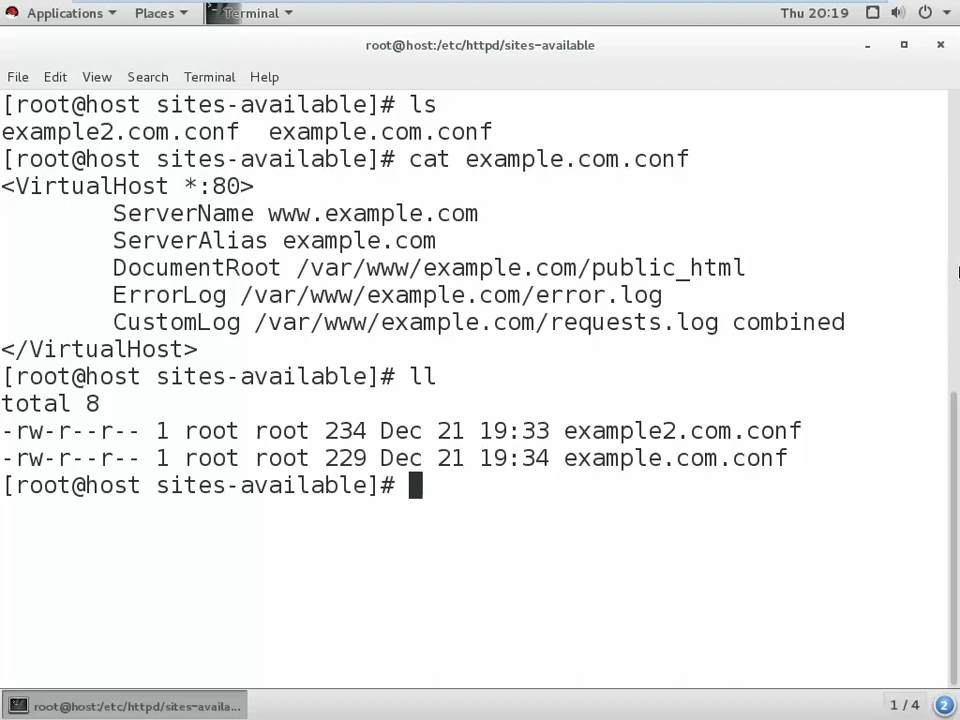 Applications Places Terminal Thu 20:19
root@host:/etc/httpd/sites-available
File Edit View Search Terminal Help
[root@host sites-available]# ls
example2.com.conf  example.com.conf
[root@host sites-available]# cat example.com.conf
<VirtualHost *:80>
        ServerName www.example.com
        ServerAlias example.com
        DocumentRoot /var/www/example.com/public_html
        ErrorLog /var/www/example.com/error.log
        CustomLog /var/www/example.com/requests.log combined
</VirtualHost>
[root@host sites-available]# ll
total 8
-rw-r--r-- 1 root root 234 Dec 21 19:33 example2.com.conf
-rw-r--r-- 1 root root 229 Dec 21 19:34 example.com.conf
[root@host sites-available]#
root@host:/etc/httpd/sites-availa... 1 / 4 2